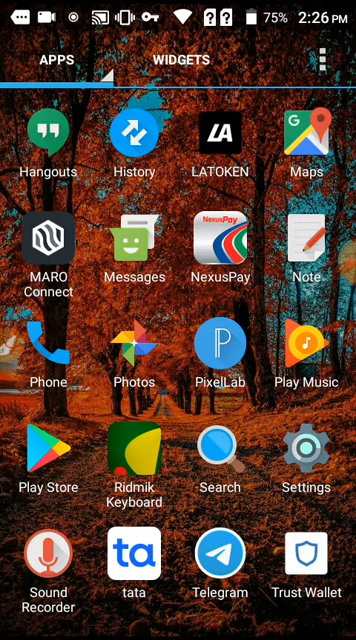 75% 2:26 PM
APPS WIDGETS
Hangouts History LATOKEN Maps
LA
G
NexusPay
MARO Connect Messages NexusPay Note
Phone Photos PixelLab Play Music
P
Play Store Ridmik Keyboard Search Settings
ta
Sound Recorder tata Telegram Trust Wallet